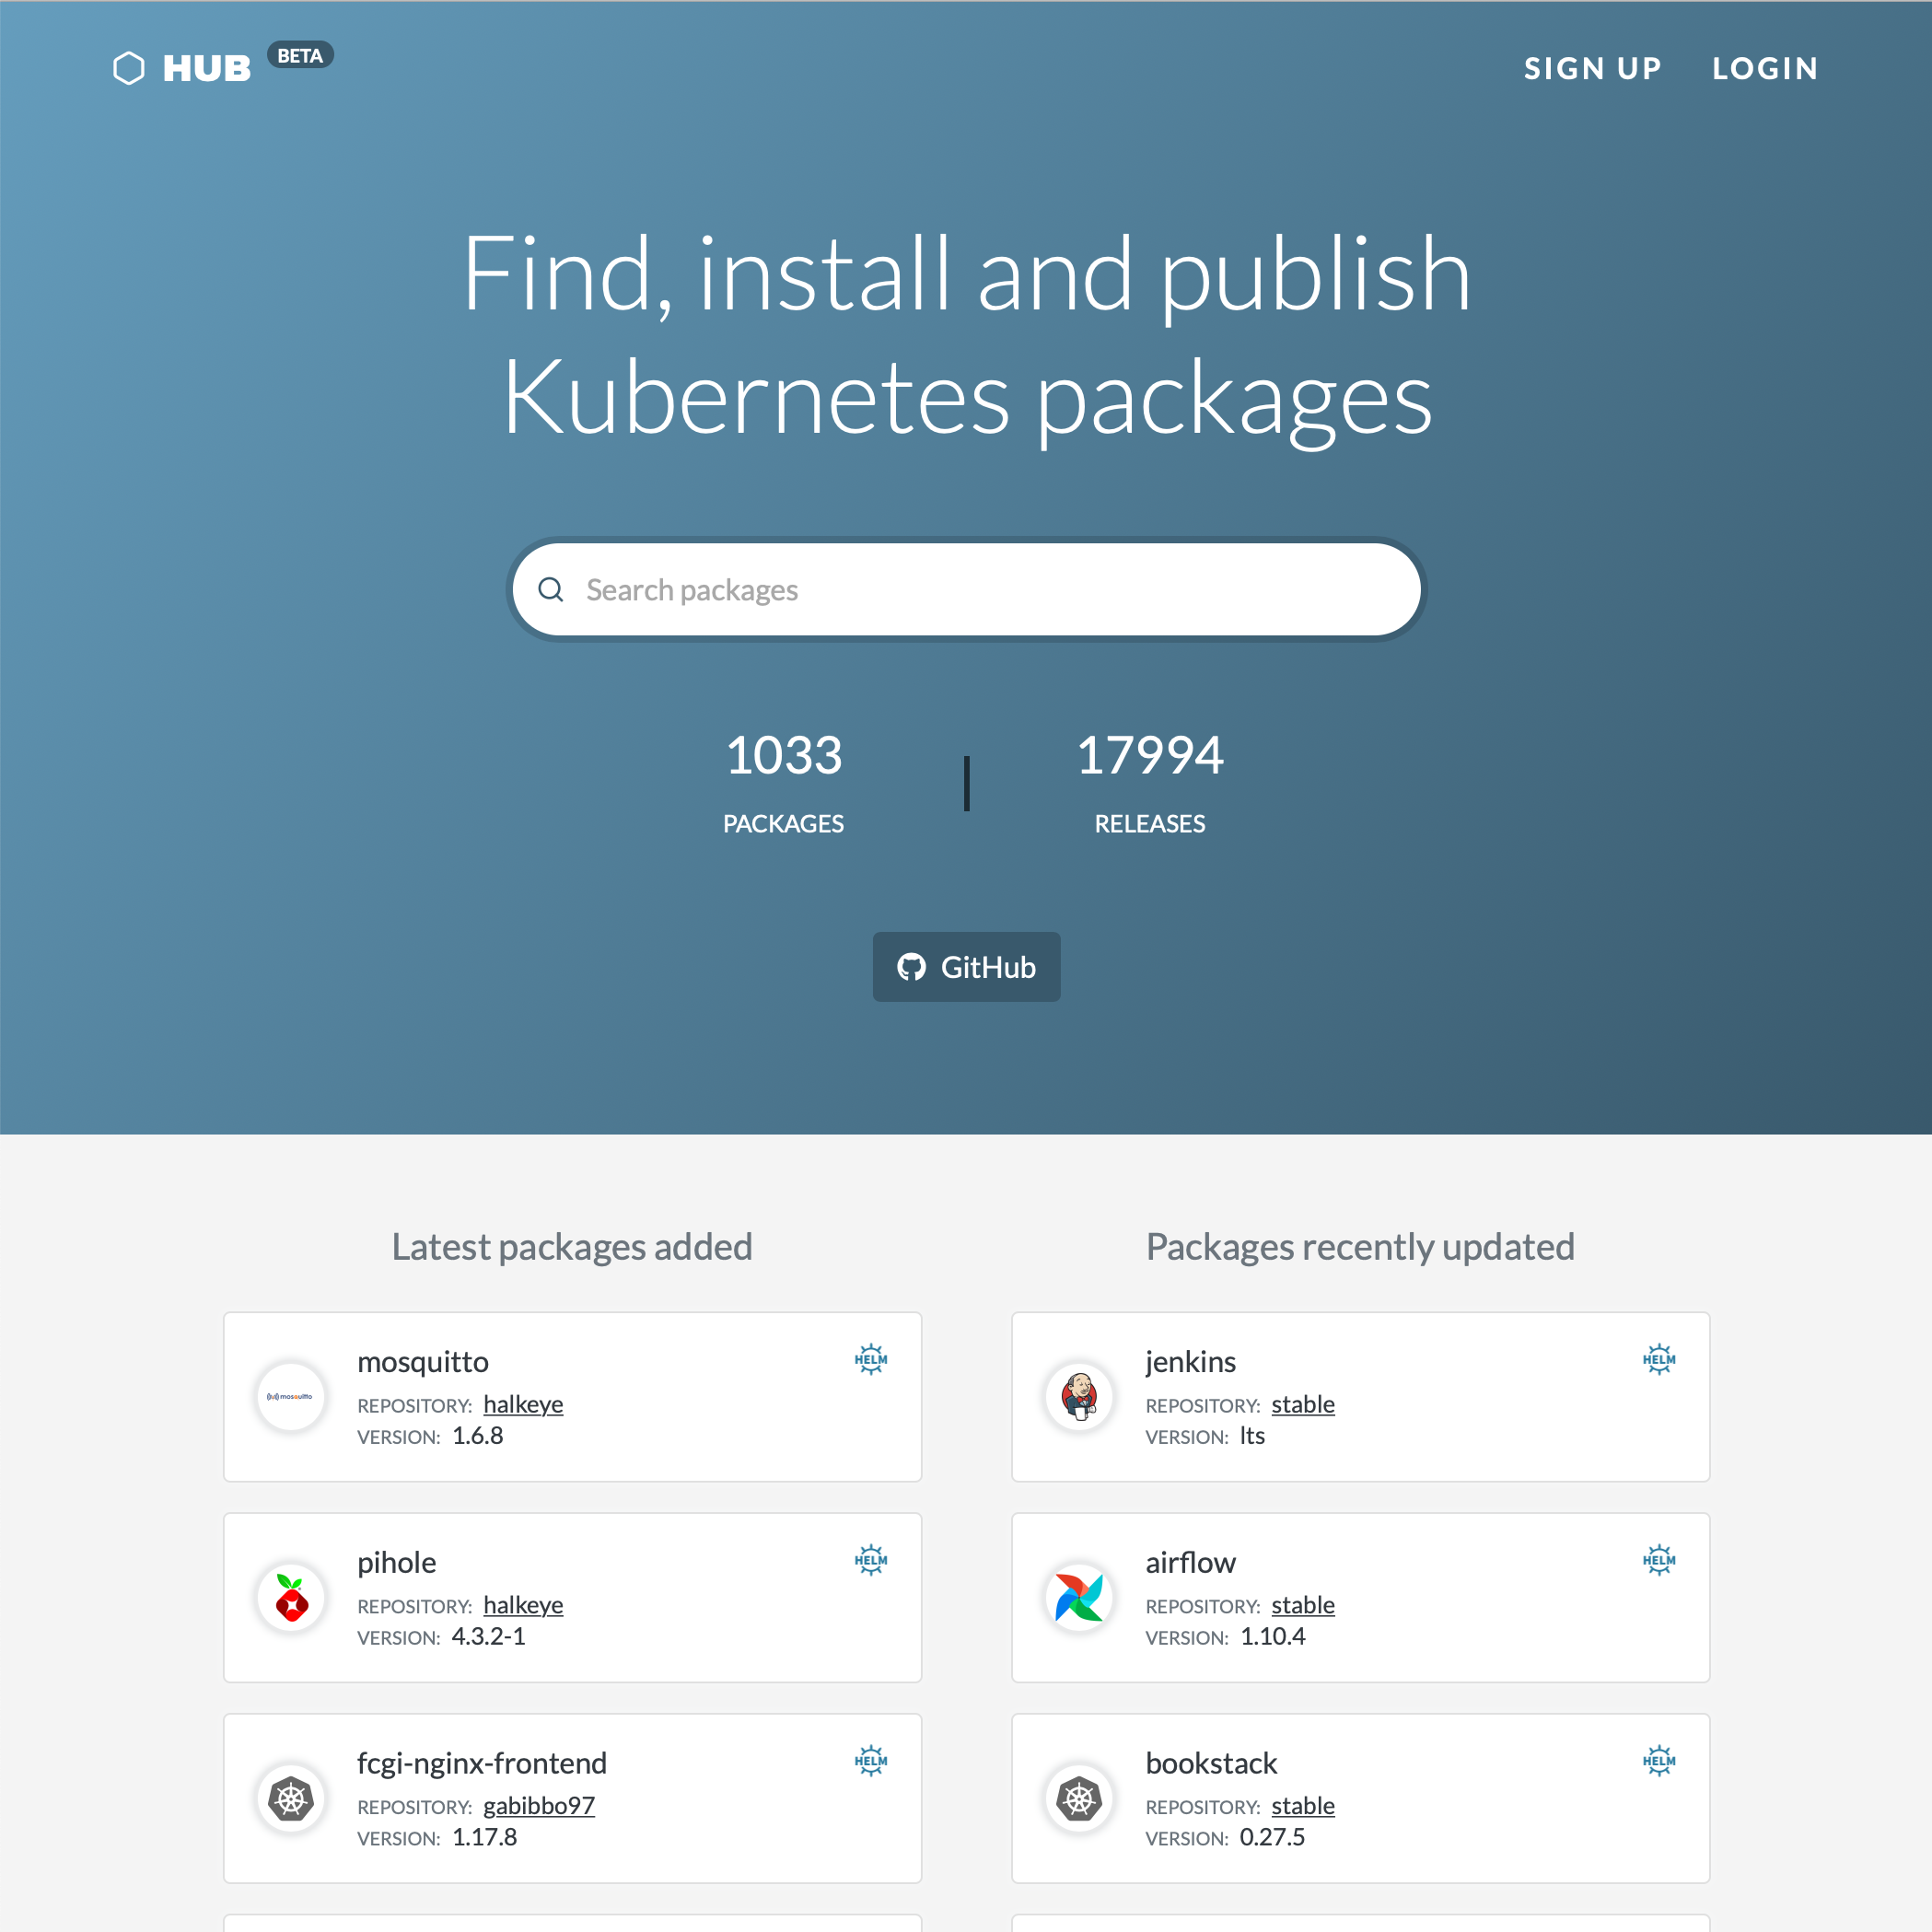 HUB BETA
SIGN UP LOGIN
Find, install and publish
Kubernetes packages
Search packages
1033
PACKAGES
17994
RELEASES
GitHub
Latest packages added
mosquitto
HELM
mosquitto
REPOSITORY: halkeye
VERSION: 1.6.8
pihole
HELM
REPOSITORY: halkeye
VERSION: 4.3.2-1
fcgi-nginx-frontend
HELM
REPOSITORY: gabibbo97
VERSION: 1.17.8
Packages recently updated
jenkins
HELM
REPOSITORY: stable
VERSION: lts
airflow
HELM
REPOSITORY: stable
VERSION: 1.10.4
bookstack
HELM
REPOSITORY: stable
VERSION: 0.27.5